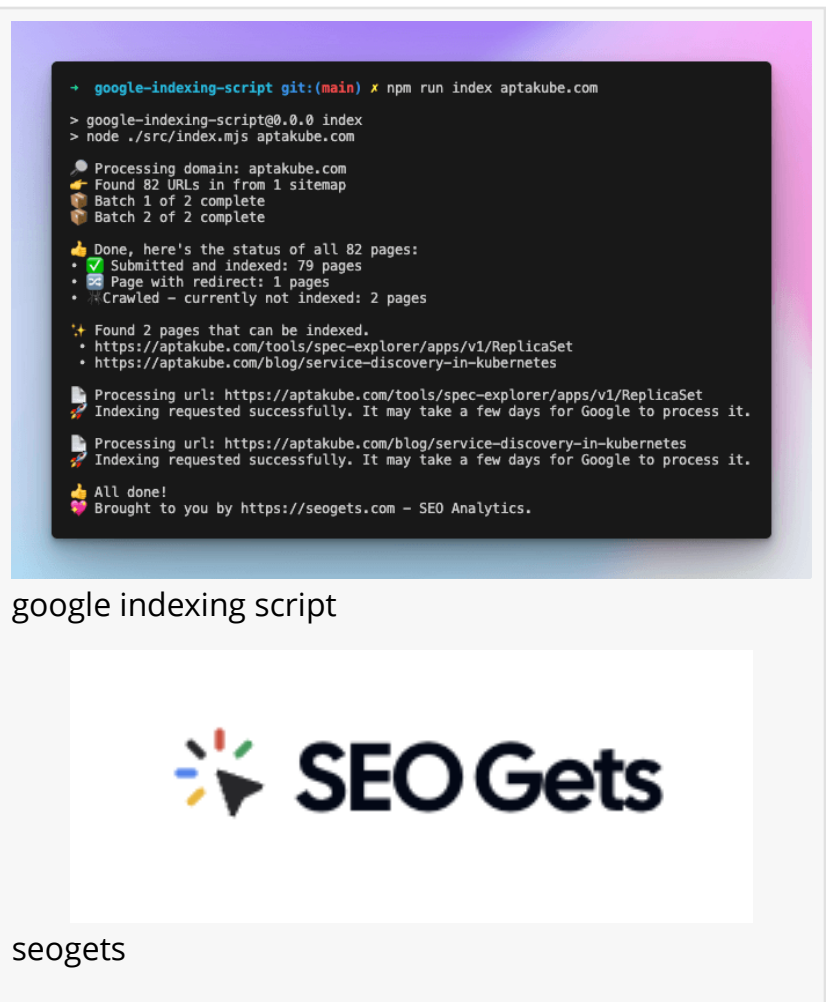 → google-indexing-script git:(main) ✗ npm run index aptakube.com
> google-indexing-script@0.0.0 index
> node ./src/index.mjs aptakube.com
🔎 Processing domain: aptakube.com
👉 Found 82 URLs in from 1 sitemap
📦 Batch 1 of 2 complete
📦 Batch 2 of 2 complete
👍 Done, here's the status of all 82 pages:
• ✅ Submitted and indexed: 79 pages
• 🔀 Page with redirect: 1 pages
• 🕷Crawled – currently not indexed: 2 pages
✨ Found 2 pages that can be indexed.
• https://aptakube.com/tools/spec-explorer/apps/v1/ReplicaSet
• https://aptakube.com/blog/service-discovery-in-kubernetes
📄 Processing url: https://aptakube.com/tools/spec-explorer/apps/v1/ReplicaSet
🚀 Indexing requested successfully. It may take a few days for Google to process it.
📄 Processing url: https://aptakube.com/blog/service-discovery-in-kubernetes
🚀 Indexing requested successfully. It may take a few days for Google to process it.
👍 All done!
💖 Brought to you by https://seogets.com – SEO Analytics.
google indexing script
SEO Gets
seogets